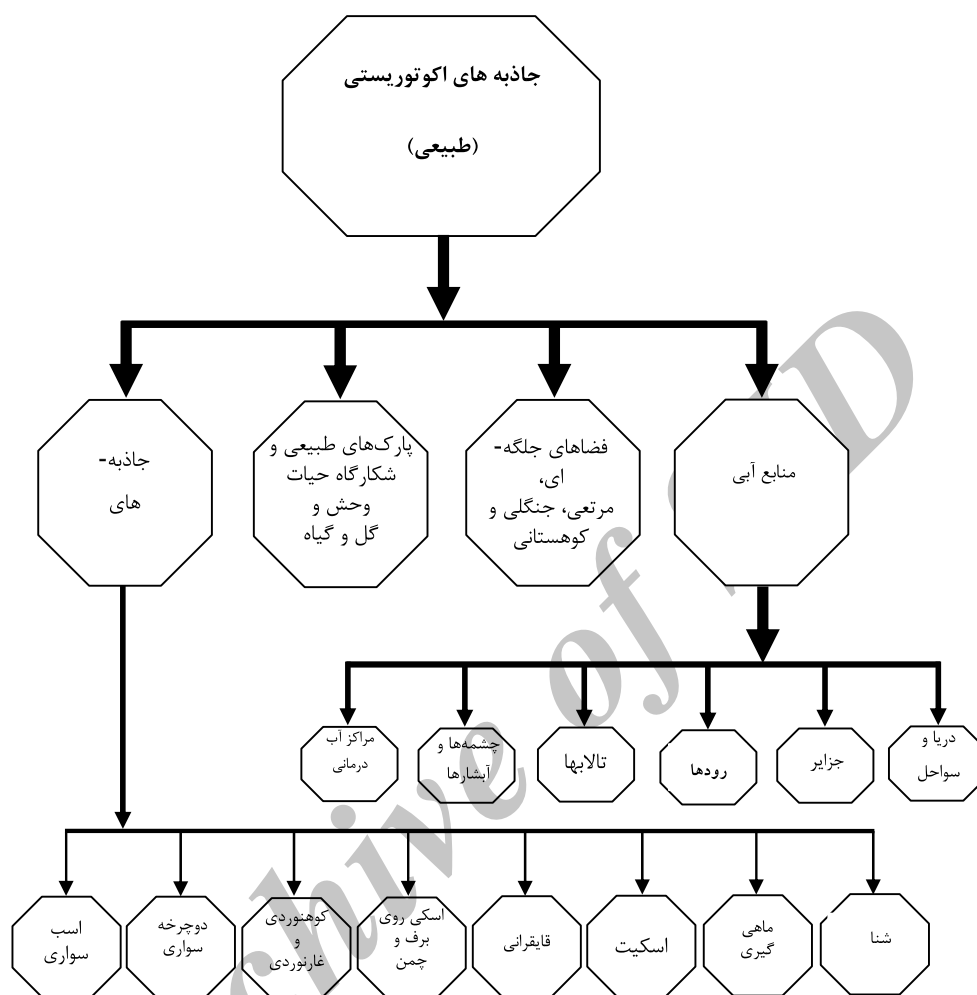 جاذبه های اکوتوریستی
(طبیعی)
منابع آبی
فضاهای جلگه-
ای،
مرتعی، جنگلی و
کوهستانی
پارک‌های طبیعی و
شکارگاه حیات
وحش و
گل و گیاه
جاذبه-
های
دریا و
سواحل
جزایر
رودها
تالابها
چشمه‌ها و
آبشارها
مراکز آب
درمانی
شنا
ماهی
گیری
اسکیت
قایقرانی
اسکی روی
برف و
چمن
کوهنوردی
و
غارنوردی
دوچرخه
سواری
اسب
سواری